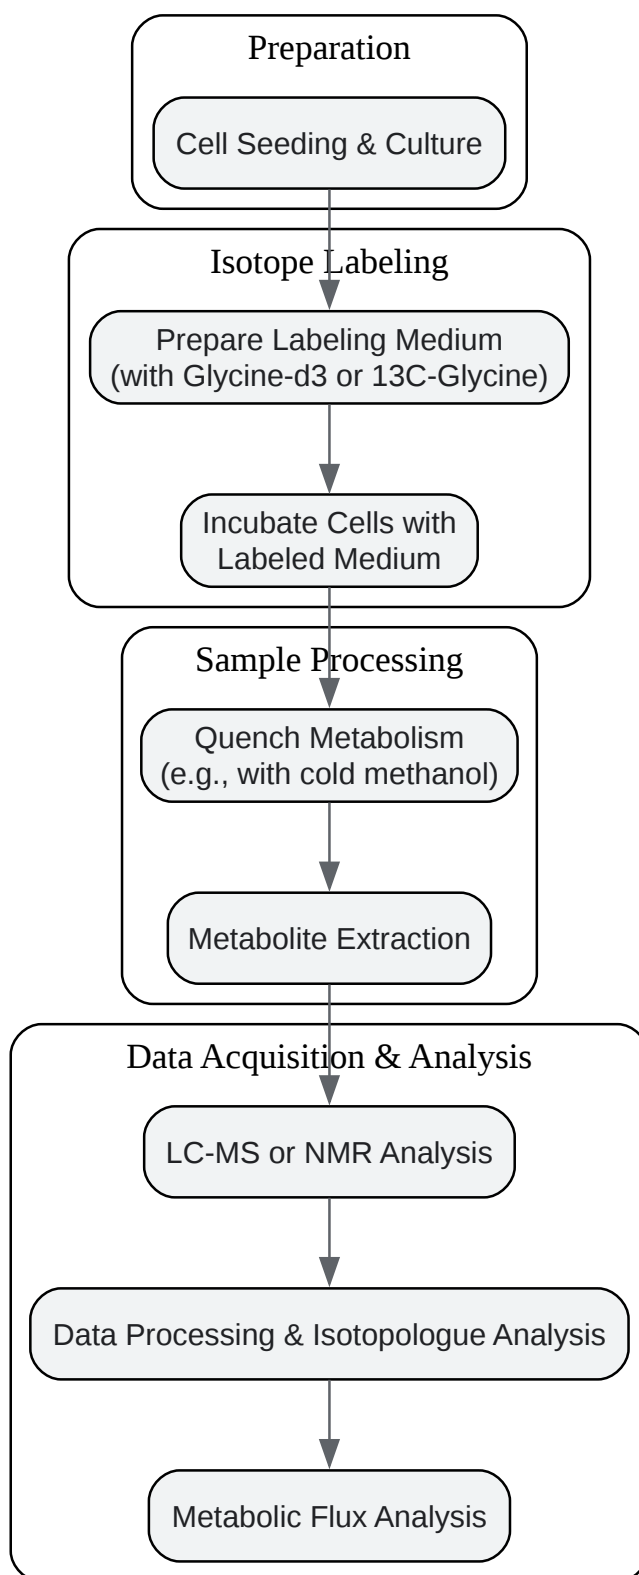 Preparation
Cell Seeding & Culture
Isotope Labeling
Prepare Labeling Medium
(with Glycine-d3 or 13C-Glycine)
Incubate Cells with
Labeled Medium
Sample Processing
Quench Metabolism
(e.g., with cold methanol)
Metabolite Extraction
Data Acquisition & Analysis
LC-MS or NMR Analysis
Data Processing & Isotopologue Analysis
Metabolic Flux Analysis